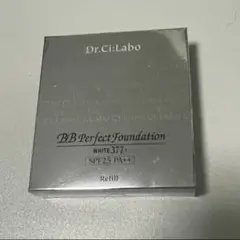 Dr.Ci:Labo
BB Perfect Foundation
WHITE377+
SPF25 PA++
Refill